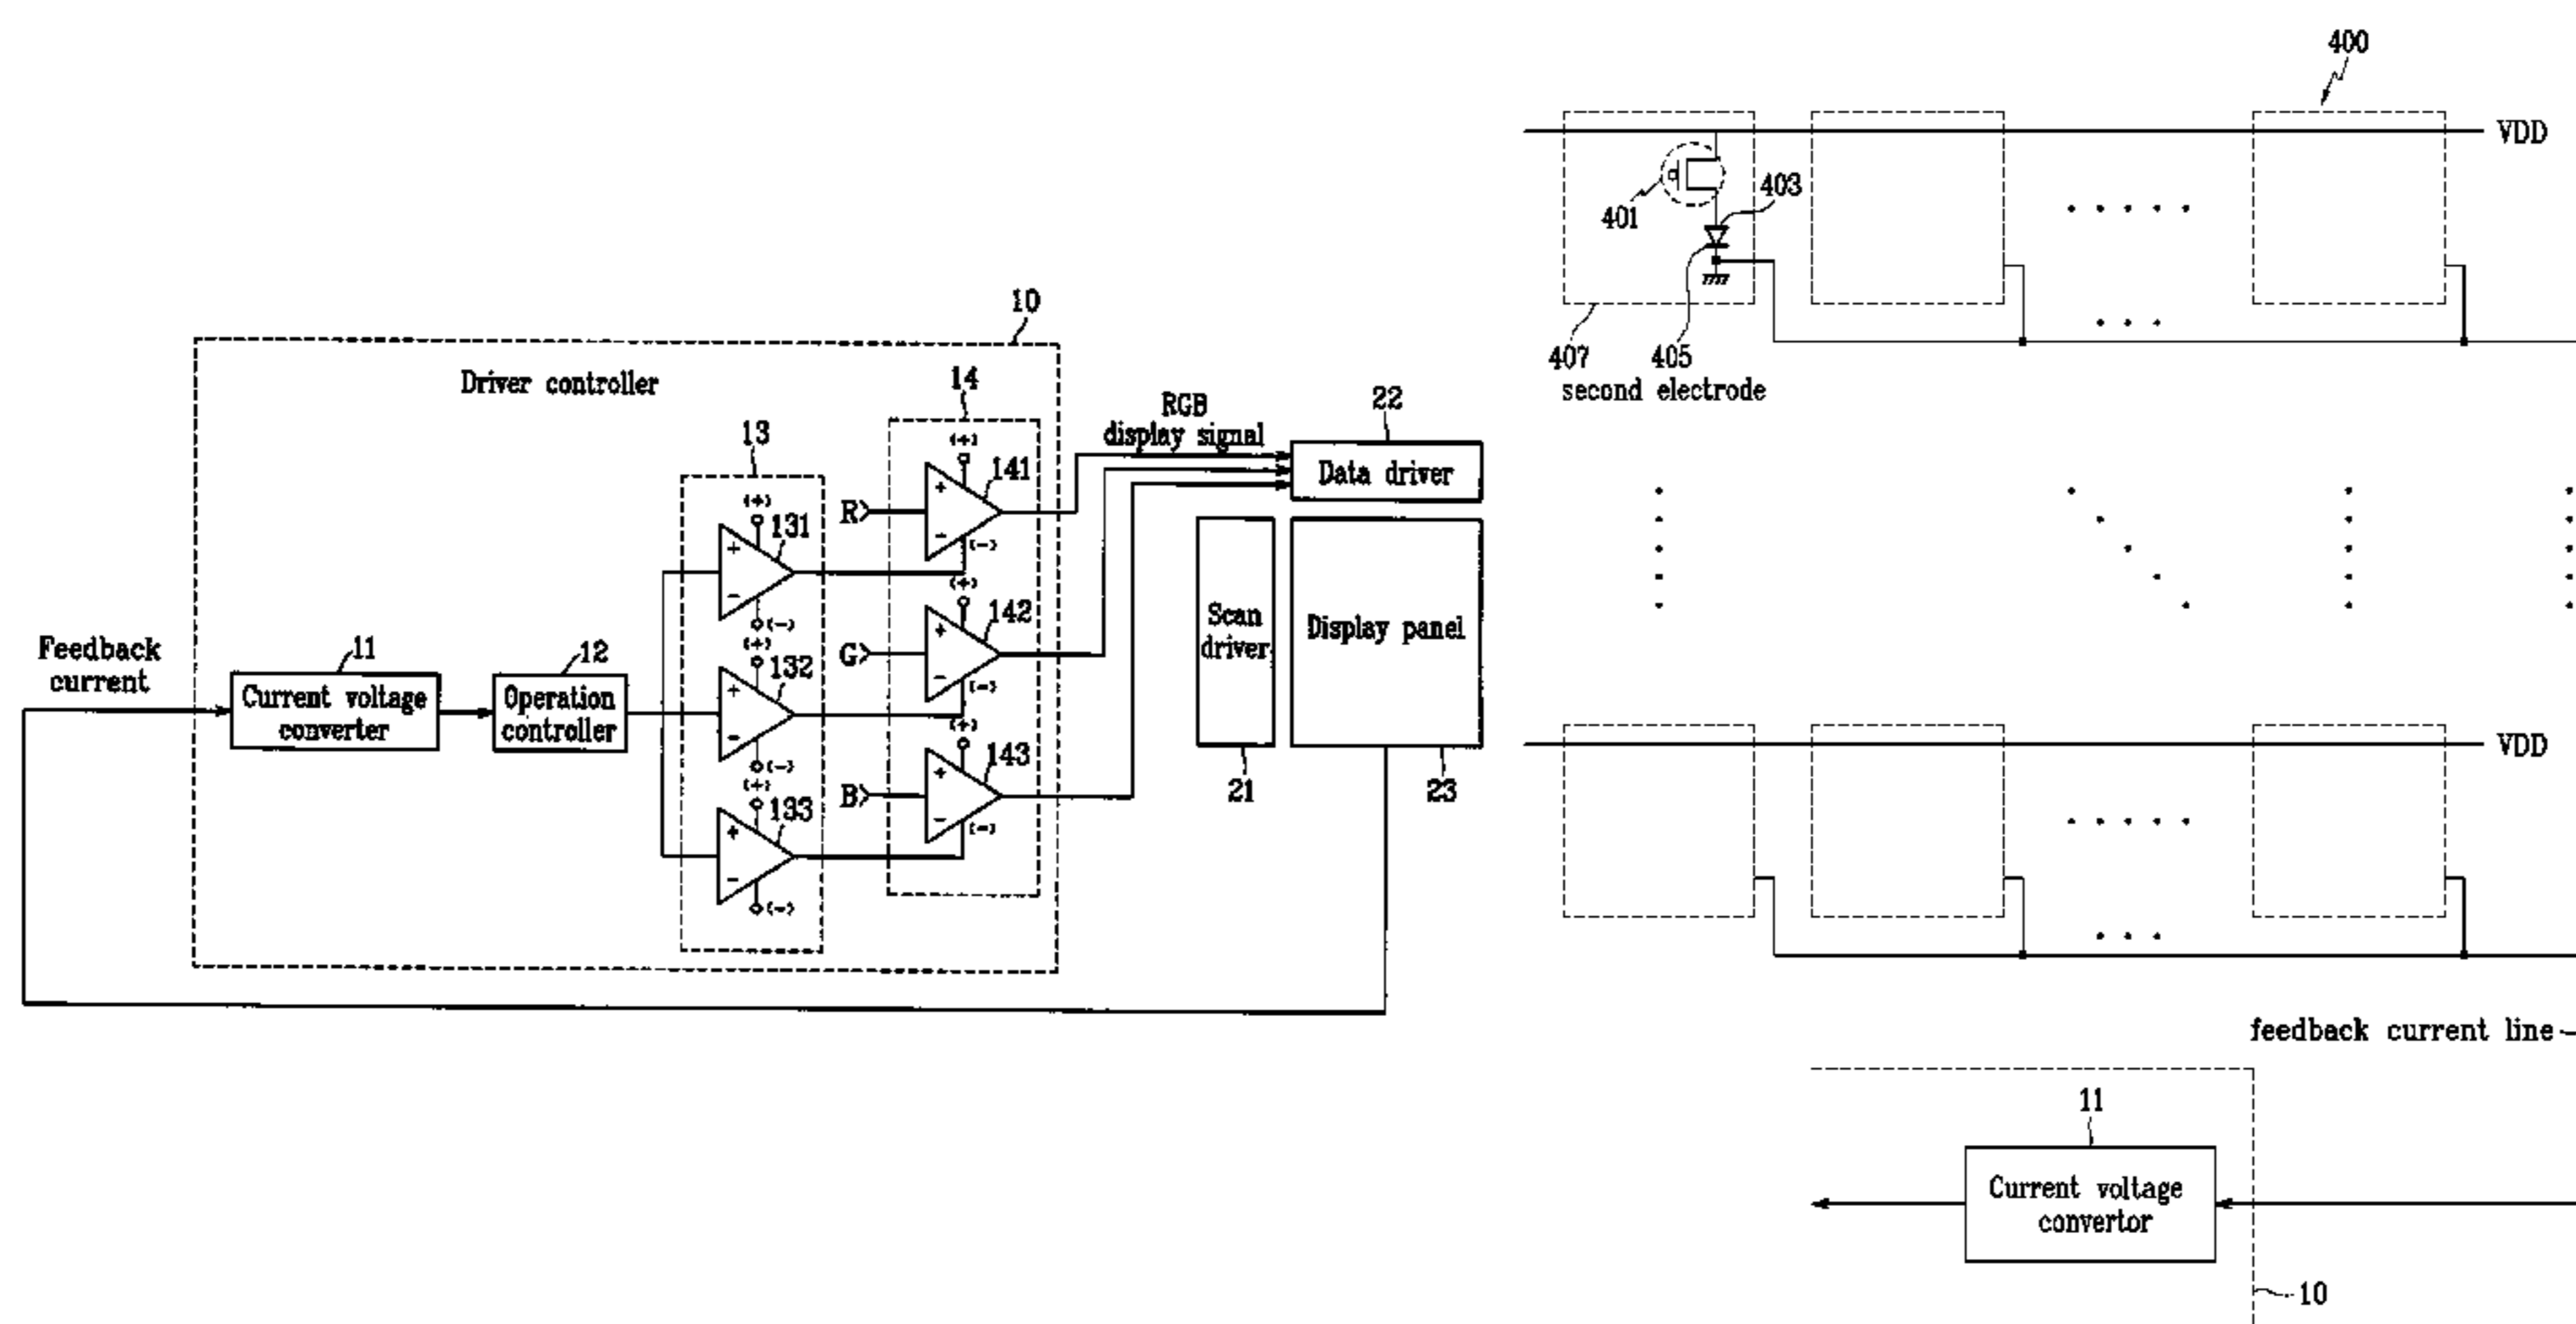 10
Driver controller
14
13
(+)
141
R
+
-
(-)
(+)
131
+
-
(-)
(+)
142
G
+
-
(-)
(+)
132
+
-
(-)
(+)
143
B
+
-
(-)
(+)
133
+
-
(-)
Feedback
current
11
Current voltage
converter
12
Operation
controller
RGB
display signal
22
Data driver
Scan
driver
Display panel
21
23
400
VDD
401
403
407
405
second electrode
VDD
feedback current line
11
Current voltage
convertor
10